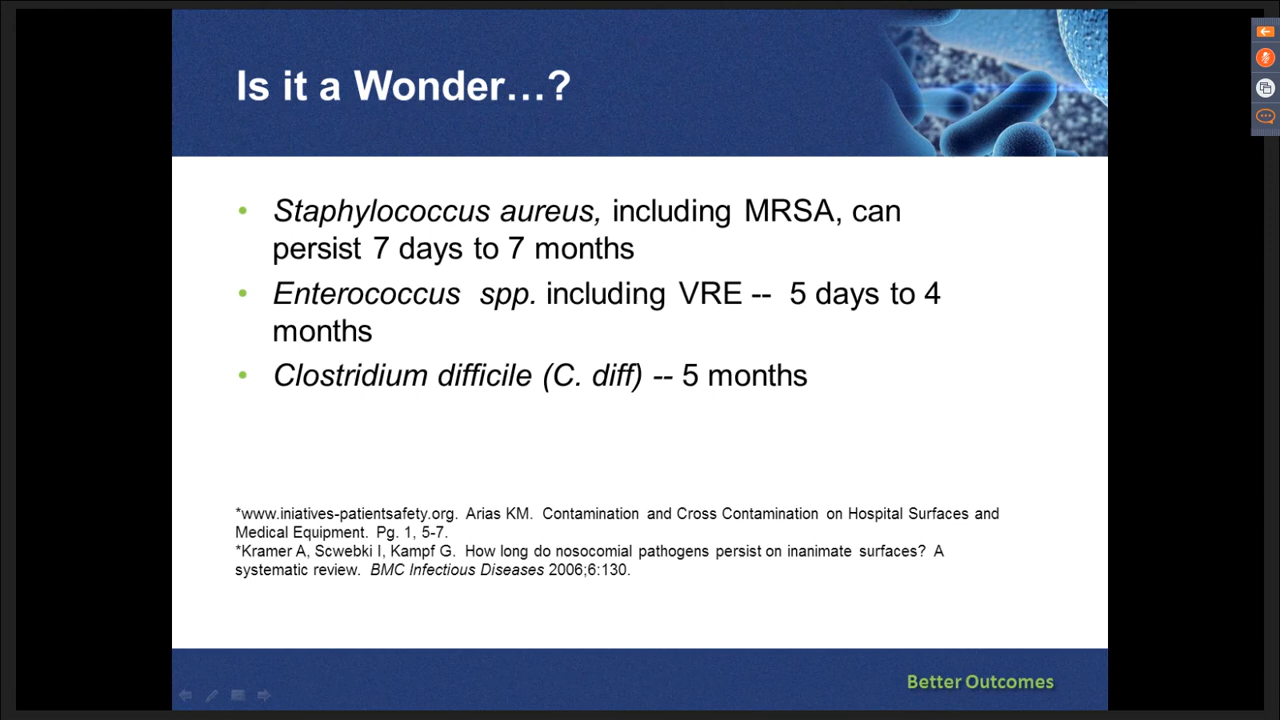 Is it a Wonder…?
• Staphylococcus aureus, including MRSA, can
persist 7 days to 7 months
• Enterococcus spp. including VRE -- 5 days to 4
months
• Clostridium difficile (C. diff) -- 5 months
*www.iniatives-patientsafety.org. Arias KM. Contamination and Cross Contamination on Hospital Surfaces and
Medical Equipment. Pg. 1, 5-7.
*Kramer A, Scwebki I, Kampf G. How long do nosocomial pathogens persist on inanimate surfaces? A
systematic review. BMC Infectious Diseases 2006;6:130.
Better Outcomes